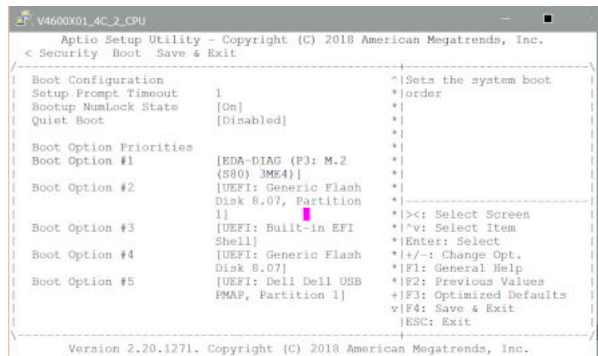 V4600X01_4C_2_CPU
Aptio Setup Utility - Copyright (C) 2018 American Megatrends, Inc.
< Security Boot Save & Exit
/---------------------------------------------------+-------------------------\
| Boot Configuration ^|Sets the system boot |
| Setup Prompt Timeout 1 *|order |
| Bootup NumLock State [On] *| |
| Quiet Boot [Disabled] *| |
| *| |
| Boot Option Priorities *| |
| Boot Option #1 [EDA-DIAG (P3: M.2 *| |
| (S80) 3ME4)] *| |
| Boot Option #2 [UEFI: Generic Flash *| |
| Disk 8.07, Partition *|-------------------------|
| 1] *|><: Select Screen |
| Boot Option #3 [UEFI: Built-in EFI *|^v: Select Item |
| Shell] *|Enter: Select |
| Boot Option #4 [UEFI: Generic Flash *|+/-: Change Opt. |
| Disk 8.07] *|F1: General Help |
| Boot Option #5 [UEFI: Dell Dell USB *|F2: Previous Values |
| PMAP, Partition 1] +|F3: Optimized Defaults |
| v|F4: Save & Exit |
| |ESC: Exit |
\---------------------------------------------------+-------------------------/
Version 2.20.1271. Copyright (C) 2018 American Megatrends, Inc.